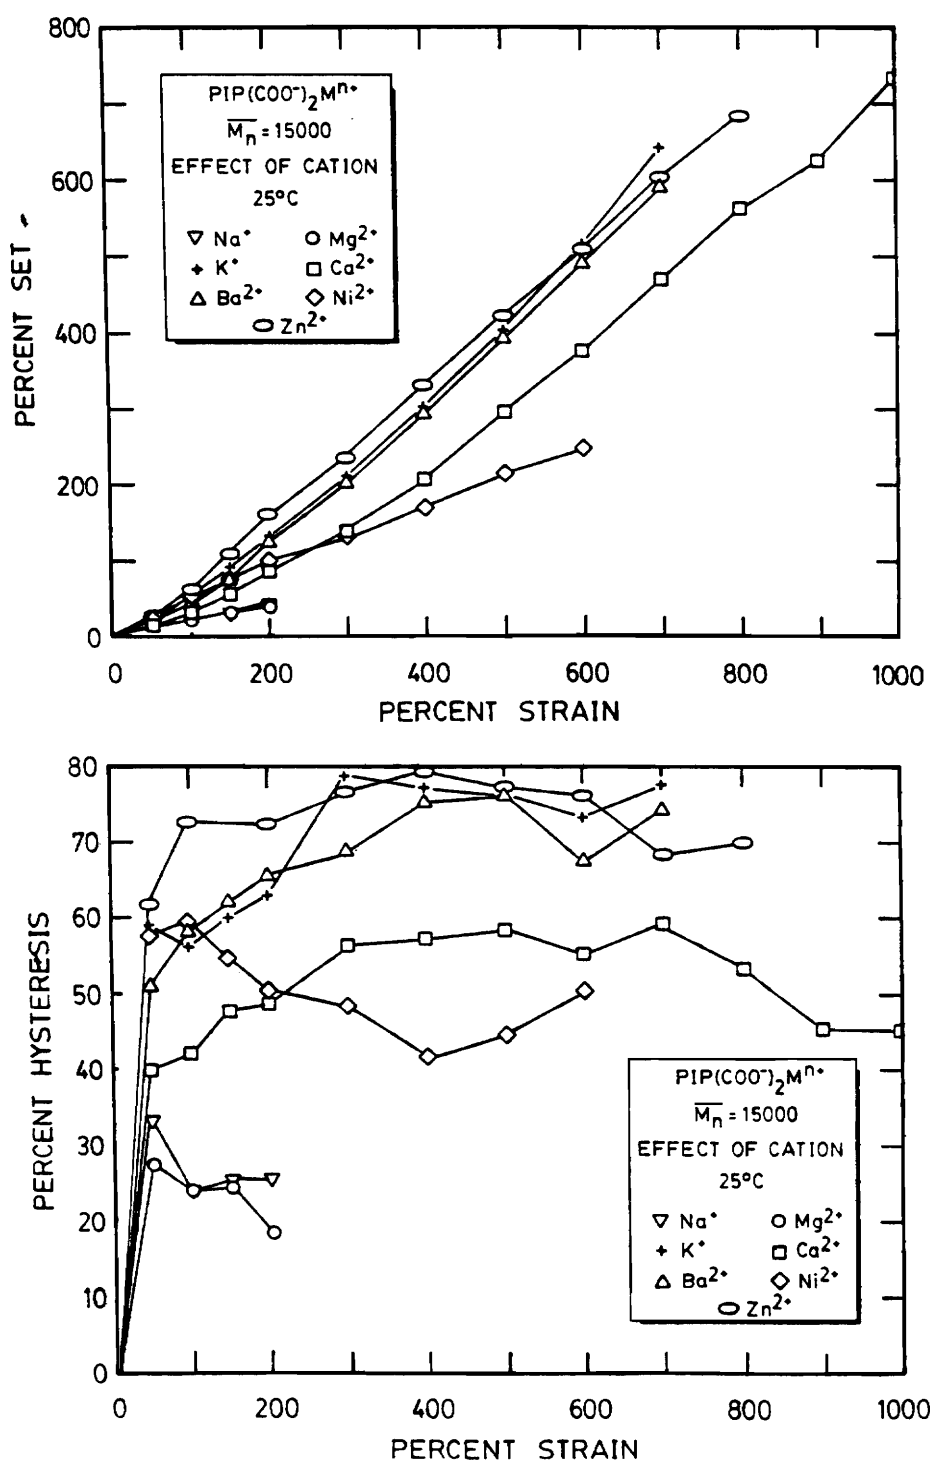 800
600
400
200
0
PERCENT SET
PIP(COO⁻)₂Mⁿ⁺
M̅n̅ = 15000
EFFECT OF CATION
25°C
Na⁺ Mg²⁺
K⁺ Ca²⁺
Ba²⁺ Ni²⁺
Zn²⁺
0 200 400 600 800 1000
PERCENT STRAIN
80
70
60
50
40
30
20
10
0
PERCENT HYSTERESIS
PIP(COO⁻)₂Mⁿ⁺
M̅n̅ = 15000
EFFECT OF CATION
25°C
Na⁺ Mg²⁺
K⁺ Ca²⁺
Ba²⁺ Ni²⁺
Zn²⁺
0 200 400 600 800 1000
PERCENT STRAIN